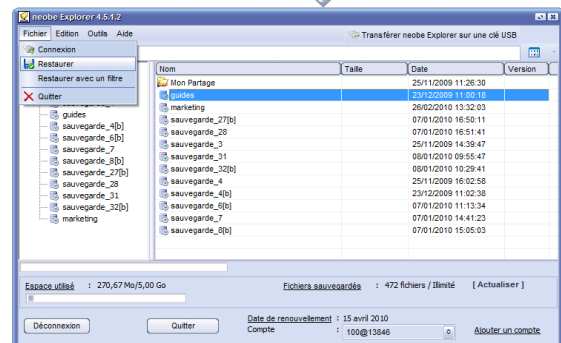 neobe Explorer 4.5.1.2
Fichier Edition Outils Aide
Transférer neobe Explorer sur une clé USB
Connexion
Restaurer
Restaurer avec un filtre
Quitter
Nom Taille Date Version
Mon Partage 25/11/2009 11:26:30
guides 23/12/2009 11:00:18
marketing 26/02/2010 13:32:03
sauvegarde_27[b] 07/01/2010 16:50:11
sauvegarde_28 07/01/2010 16:51:41
sauvegarde_3 25/11/2009 14:39:47
sauvegarde_31 08/01/2010 09:55:47
sauvegarde_32[b] 08/01/2010 10:29:41
sauvegarde_4 25/11/2009 16:02:58
sauvegarde_4[b] 23/12/2009 11:02:38
sauvegarde_6[b] 07/01/2010 11:13:34
sauvegarde_7 07/01/2010 14:41:23
sauvegarde_8[b] 07/01/2010 15:05:03
guides
sauvegarde_4[b]
sauvegarde_6[b]
sauvegarde_7
sauvegarde_8[b]
sauvegarde_27[b]
sauvegarde_28
sauvegarde_31
sauvegarde_32[b]
marketing
Espace utilisé : 270,67 Mo/5,00 Go
Fichiers sauvegardés : 472 fichiers / Illimité [ Actualiser ]
Déconnexion
Quitter
Date de renouvellement : 15 avril 2010
Compte : 100@13846
Ajouter un compte